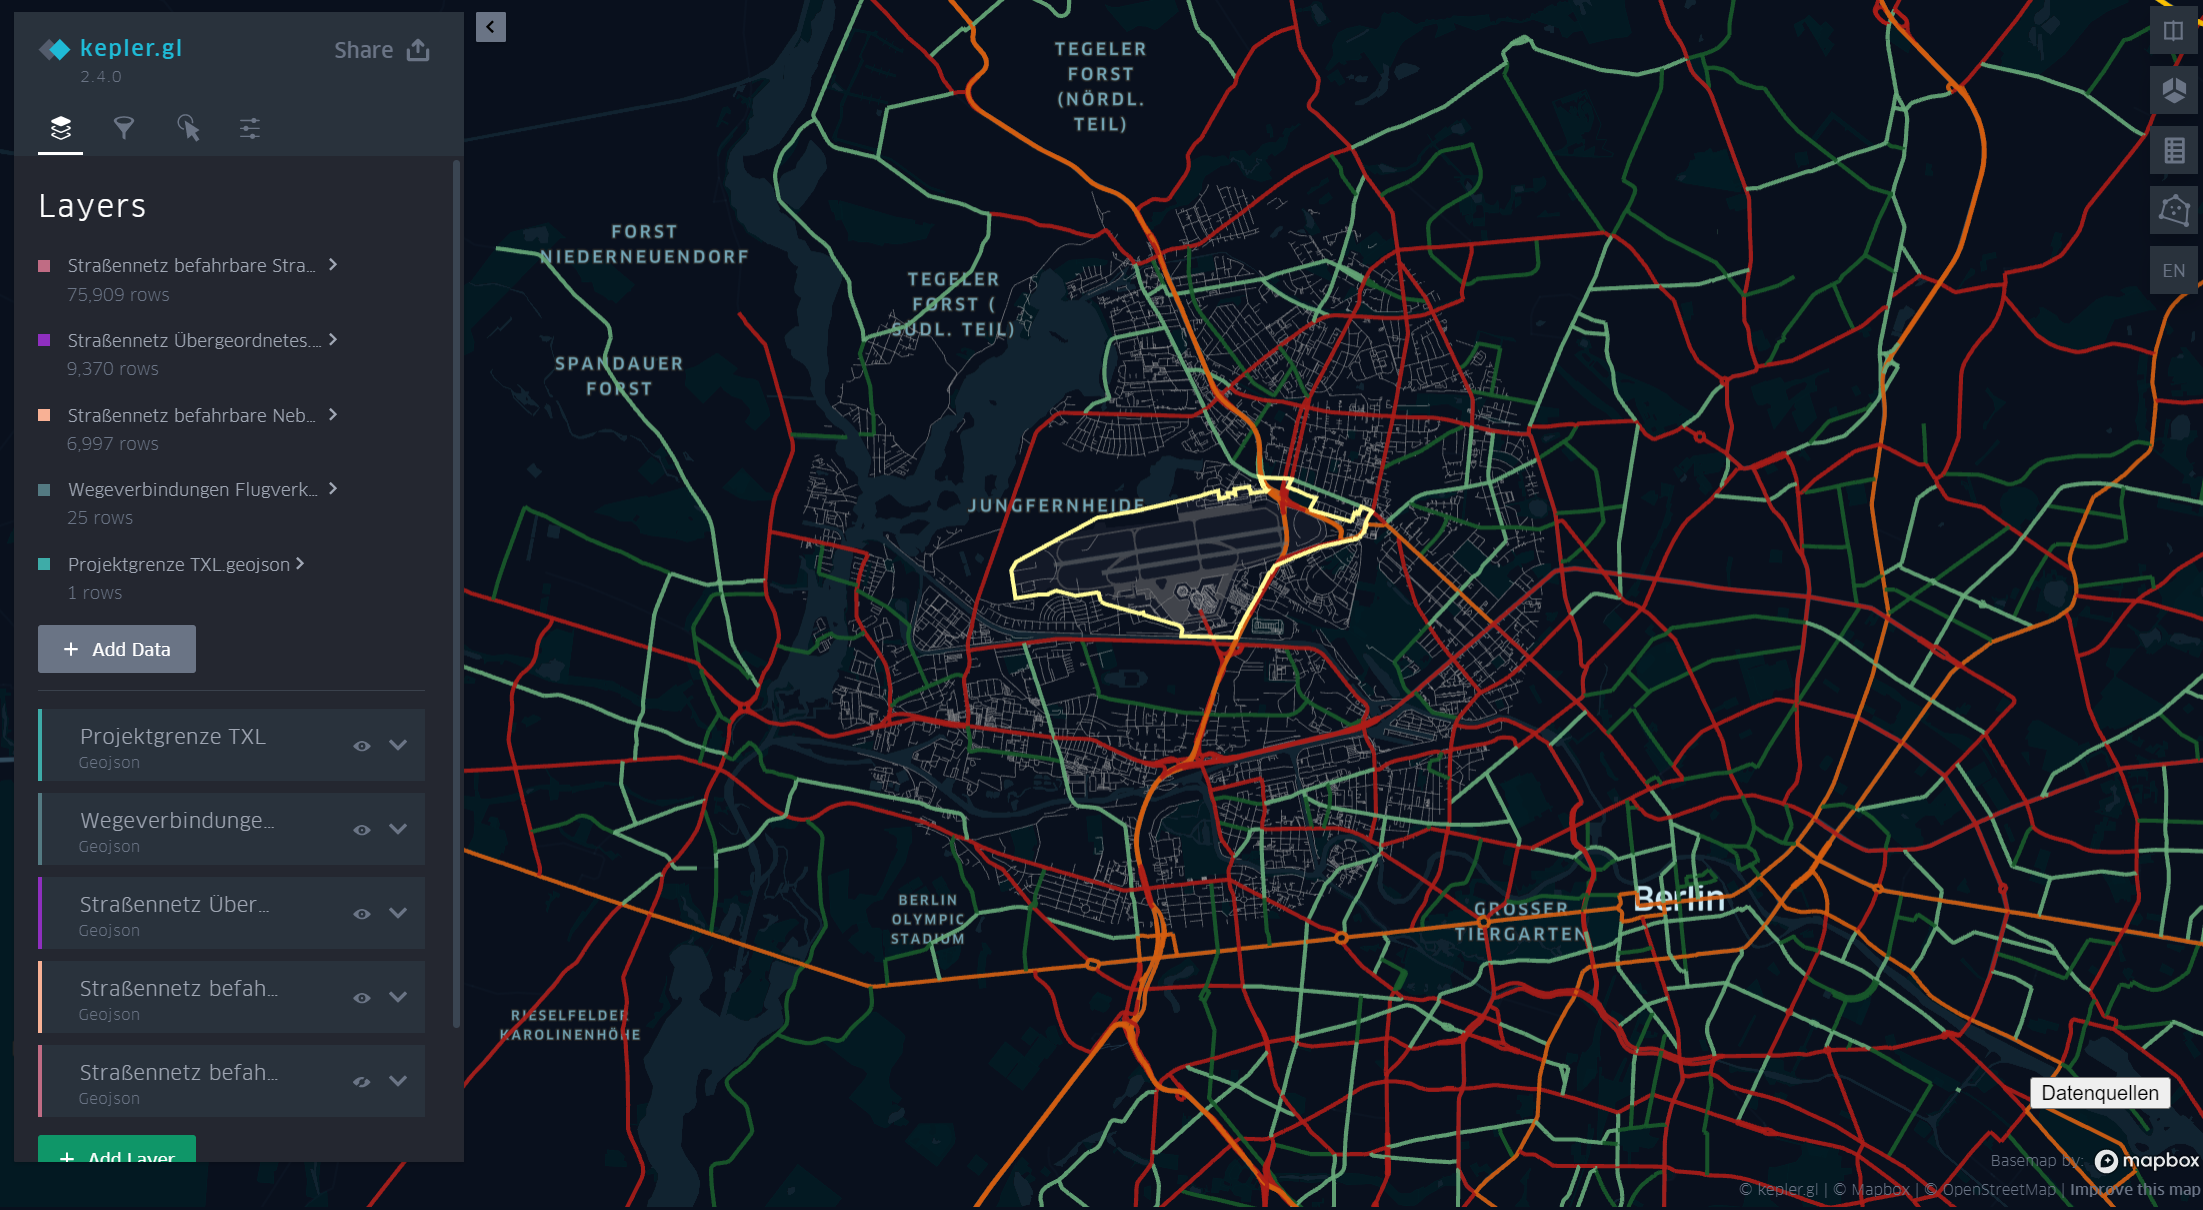 kepler.gl
2.4.0
Share
Layers
Straßennetz befahrbare Stra...
75,909 rows
Straßennetz Übergeordnetes....
9,370 rows
Straßennetz befahrbare Neb...
6,997 rows
Wegeverbindungen Flugverk...
25 rows
Projektgrenze TXL.geojson
1 rows
+ Add Data
Projektgrenze TXL
Geojson
Wegeverbindunge...
Geojson
Straßennetz Über...
Geojson
Straßennetz befah...
Geojson
Straßennetz befah...
Geojson
+ Add Layer
TEGELER
FORST
(NÖRDL.
TEIL)
FORST
NIEDERNEUENDORF
TEGELER
FORST (
SÜDL. TEIL)
SPANDAUER
FORST
JUNGFERNHEIDE
BERLIN
OLYMPIC
STADIUM
GROSSER
TIERGARTEN
Berlin
RIESELFELDER
KAROLINENHÖHE
EN
Datenquellen
Basemap by:
mapbox
© kepler.gl | © Mapbox | © OpenStreetMap | Improve this map